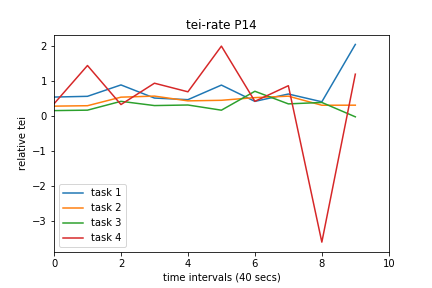 tei-rate P14
relative tei
2
1
0
−1
−2
−3
task 1
task 2
task 3
task 4
0 2 4 6 8 10
time intervals (40 secs)